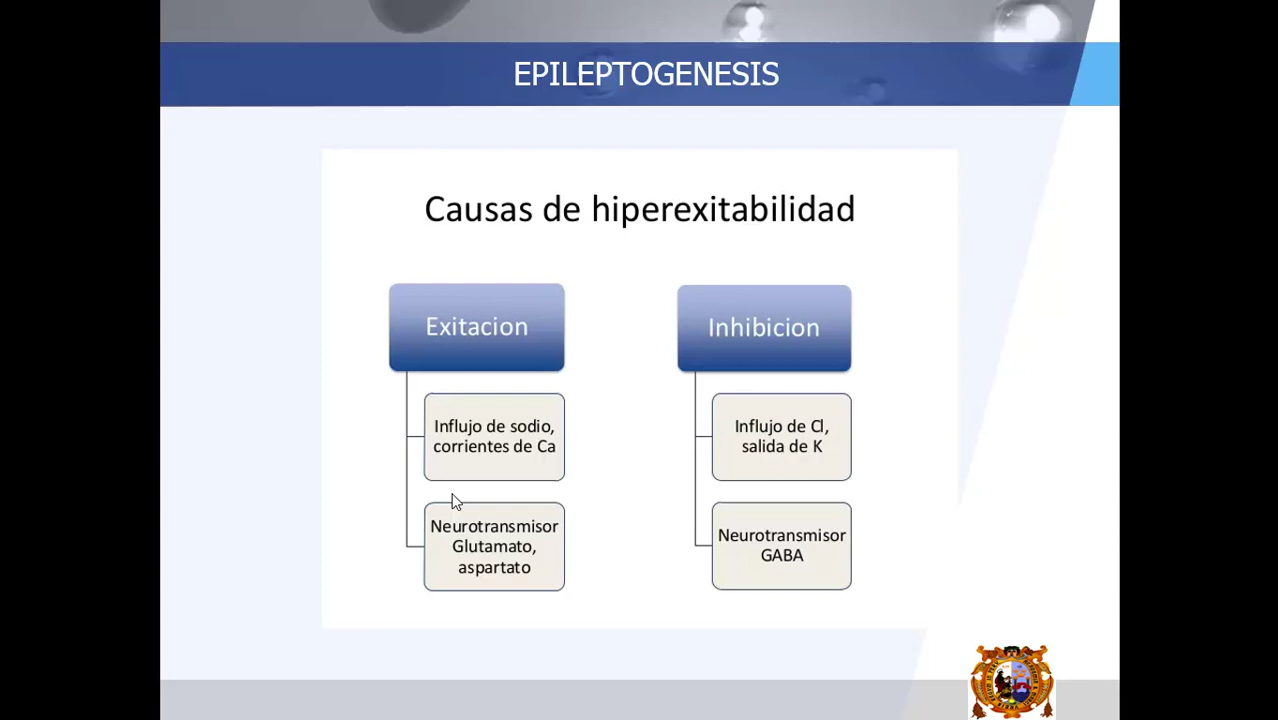 EPILEPTOGENESIS
Causas de hiperexitabilidad
Exitacion
Influjo de sodio,
corrientes de Ca
Neurotransmisor
Glutamato,
aspartato
Inhibicion
Influjo de Cl,
salida de K
Neurotransmisor
GABA